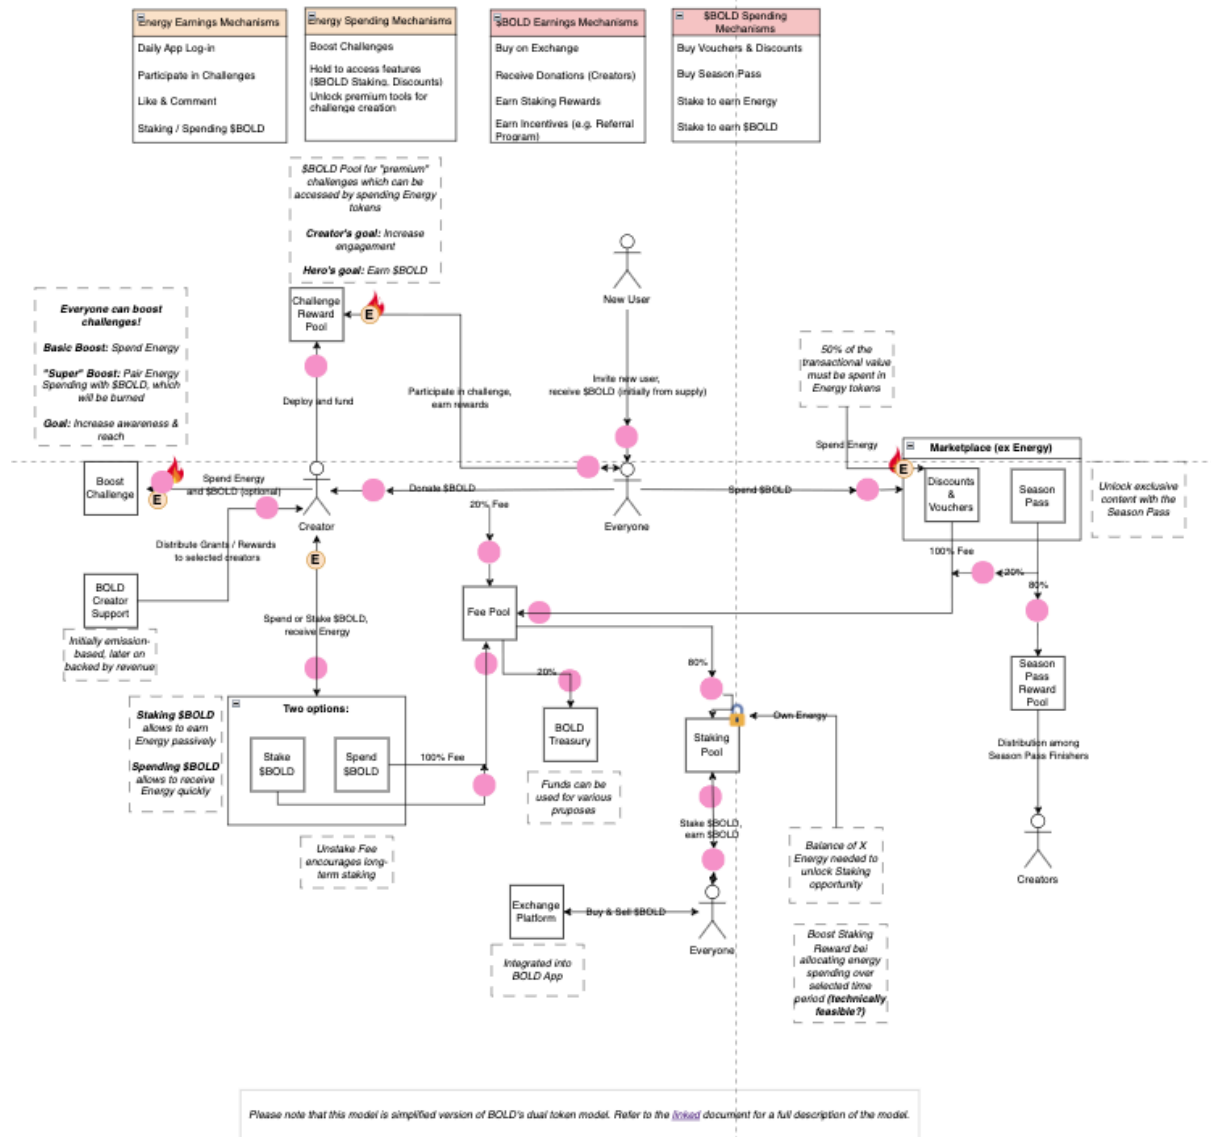 Energy Earnings Mechanisms
Daily App Log-in
Participate in Challenges
Like & Comment
Staking / Spending $BOLD
Energy Spending Mechanisms
Boost Challenges
Hold to access features
($BOLD Staking, Discounts)
Unlock premium tools for
challenge creation
$BOLD Earnings Mechanisms
Buy on Exchange
Receive Donations (Creators)
Earn Staking Rewards
Earn Incentives (e.g. Referral
Program)
$BOLD Spending
Mechanisms
Buy Vouchers & Discounts
Buy Season Pass
Stake to earn Energy
Stake to earn $BOLD
$BOLD Pool for "premium"
challenges which can be
accessed by spending Energy
tokens
Creator's goal: Increase
engagement
Hero's goal: Earn $BOLD
New User
Everyone can boost
challenges!
Basic Boost: Spend Energy
"Super" Boost: Pair Energy
Spending with $BOLD, which
will be burned
Goal: Increase awareness &
reach
Challenge
Reward
Pool
E
Deploy and fund
Participate in challenge,
earn rewards
Invite new user,
receive $BOLD (initially from supply)
50% of the
transactional value
must be spent in
Energy tokens
Spend Energy
E
Marketplace (ex Energy)
Discounts
&
Vouchers
Season
Pass
Unlock exclusive
content with the
Season Pass
Boost
Challenge
E
Spend Energy
and $BOLD (optional)
Creator
Donate $BOLD
Everyone
Spend $BOLD
20% Fee
Distribute Grants / Rewards
to selected creators
E
100% Fee
20%
80%
BOLD
Creator
Support
Initially emission-
based, later on
backed by revenue
Spend or Stake $BOLD,
receive Energy
Fee Pool
20%
80%
Season
Pass
Reward
Pool
Staking $BOLD
allows to earn
Energy passively
Spending $BOLD
allows to receive
Energy quickly
Two options:
Stake
$BOLD
Spend
$BOLD
100% Fee
BOLD
Treasury
Funds can be
used for various
pruposes
Staking
Pool
Own Energy
Distribution among
Season Pass Finishers
Stake $BOLD,
earn $BOLD
Unstake Fee
encourages long-
term staking
Balance of X
Energy needed to
unlock Staking
opportunity
Creators
Exchange
Platform
Buy & Sell $BOLD
Everyone
Integrated into
BOLD App
Boost Staking
Reward bei
allocating energy
spending over
selected time
period (technically
feasible?)
Please note that this model is simplified version of BOLD's dual token model. Refer to the linked document for a full description of the model.